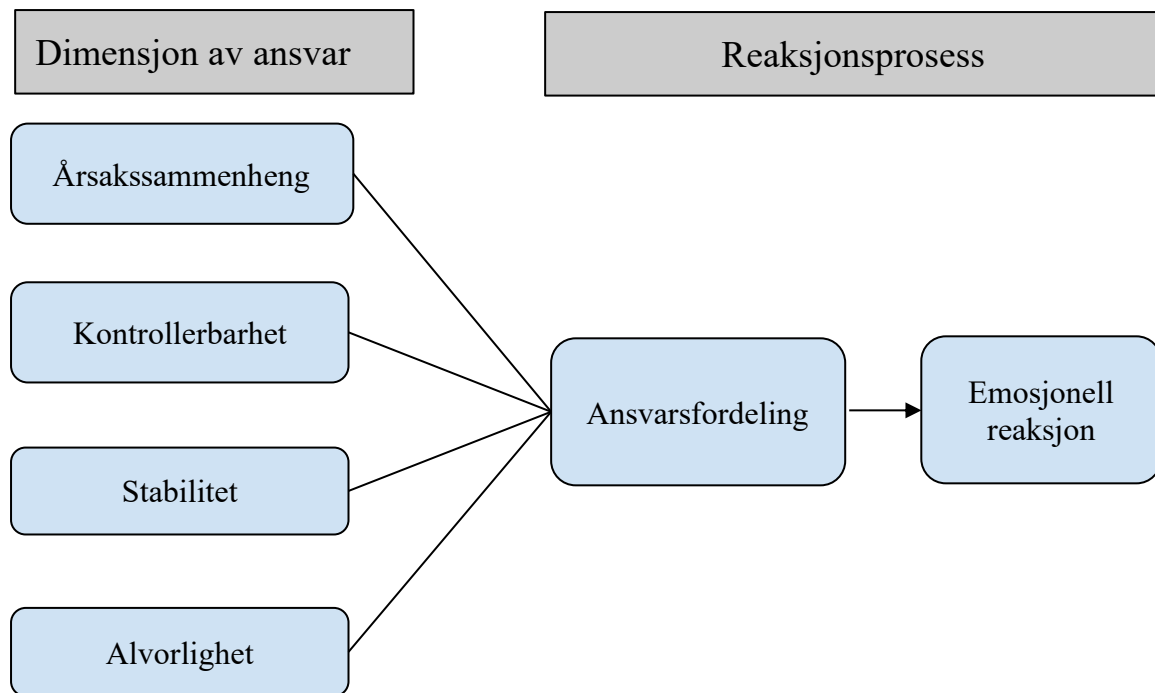 Dimensjon av ansvar
Reaksjonsprosess
Årsakssammenheng
Kontrollerbarhet
Stabilitet
Alvorlighet
Ansvarsfordeling
Emosjonell
reaksjon